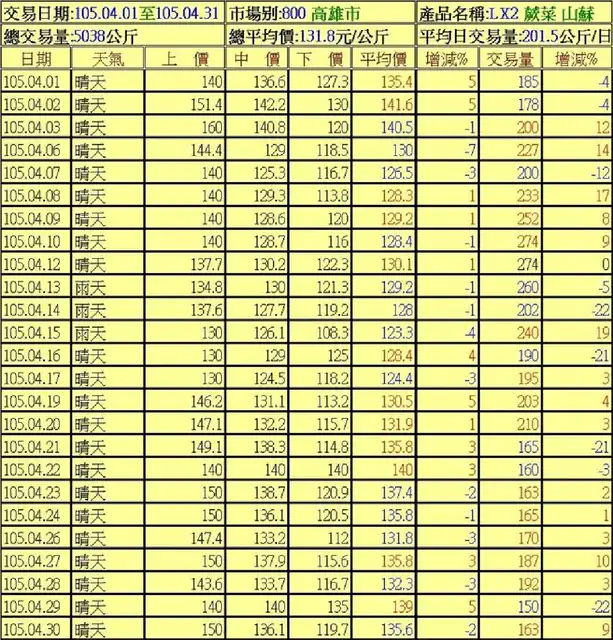 交易日期:105.04.01至105.04.31 市場別:800 高雄市 產品名稱:LX2 蕨菜 山蘇
總交易量:5038公斤 總平均價:131.8元/公斤 平均日交易量:201.5公斤/日
日期 天氣 上 價 中 價 下 價 平均價 增減% 交易量 增減%
105.04.01 晴天 140 136.6 127.3 135.4 5 185 -4
105.04.02 晴天 151.4 142.2 130 141.6 5 178 -4
105.04.03 晴天 160 140.8 120 140.5 -1 200 12
105.04.06 晴天 144.4 129 118.5 130 -7 227 14
105.04.07 晴天 140 125.3 116.7 126.5 -3 200 -12
105.04.08 晴天 140 129.3 113.8 128.3 1 233 17
105.04.09 晴天 140 128.6 120 129.2 1 252 8
105.04.10 晴天 140 128.7 116 128.4 -1 274 9
105.04.12 晴天 137.7 130.2 122.3 130.1 1 274 0
105.04.13 雨天 134.8 130 121.3 129.2 -1 260 -5
105.04.14 雨天 137.6 127.7 119.2 128 -1 202 -22
105.04.15 雨天 130 126.1 108.3 123.3 -4 240 19
105.04.16 晴天 130 129 125 128.4 4 190 -21
105.04.17 晴天 130 124.5 118.2 124.4 -3 195 3
105.04.19 晴天 146.2 131.1 113.2 130.5 5 203 4
105.04.20 晴天 147.1 132.2 115.7 131.9 1 210 3
105.04.21 晴天 149.1 138.3 114.8 135.8 3 165 -21
105.04.22 晴天 140 140 140 140 3 160 -3
105.04.23 晴天 150 138.7 120.9 137.4 -2 163 2
105.04.24 晴天 150 136.1 120.5 135.8 -1 165 1
105.04.26 晴天 147.4 133.2 112 131.8 -3 170 3
105.04.27 晴天 150 137.9 115.6 135.8 3 187 10
105.04.28 晴天 143.6 133.7 116.7 132.3 -3 192 3
105.04.29 晴天 140 140 135 139 5 150 -22
105.04.30 晴天 150 136.1 119.7 135.6 -2 163 9